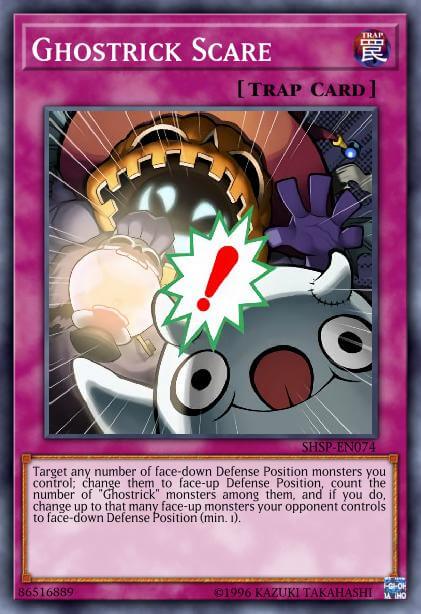 Ghostrick Scare
TRAP
罠
[ Trap Card ]
!
SHSP-EN074
Target any number of face-down Defense Position monsters you
control; change them to face-up Defense Position, count the
number of "Ghostrick" monsters among them, and if you do,
change up to that many face-up monsters your opponent controls
to face-down Defense Position (min. 1).
86516889
©1996 KAZUKI TAKAHASHI